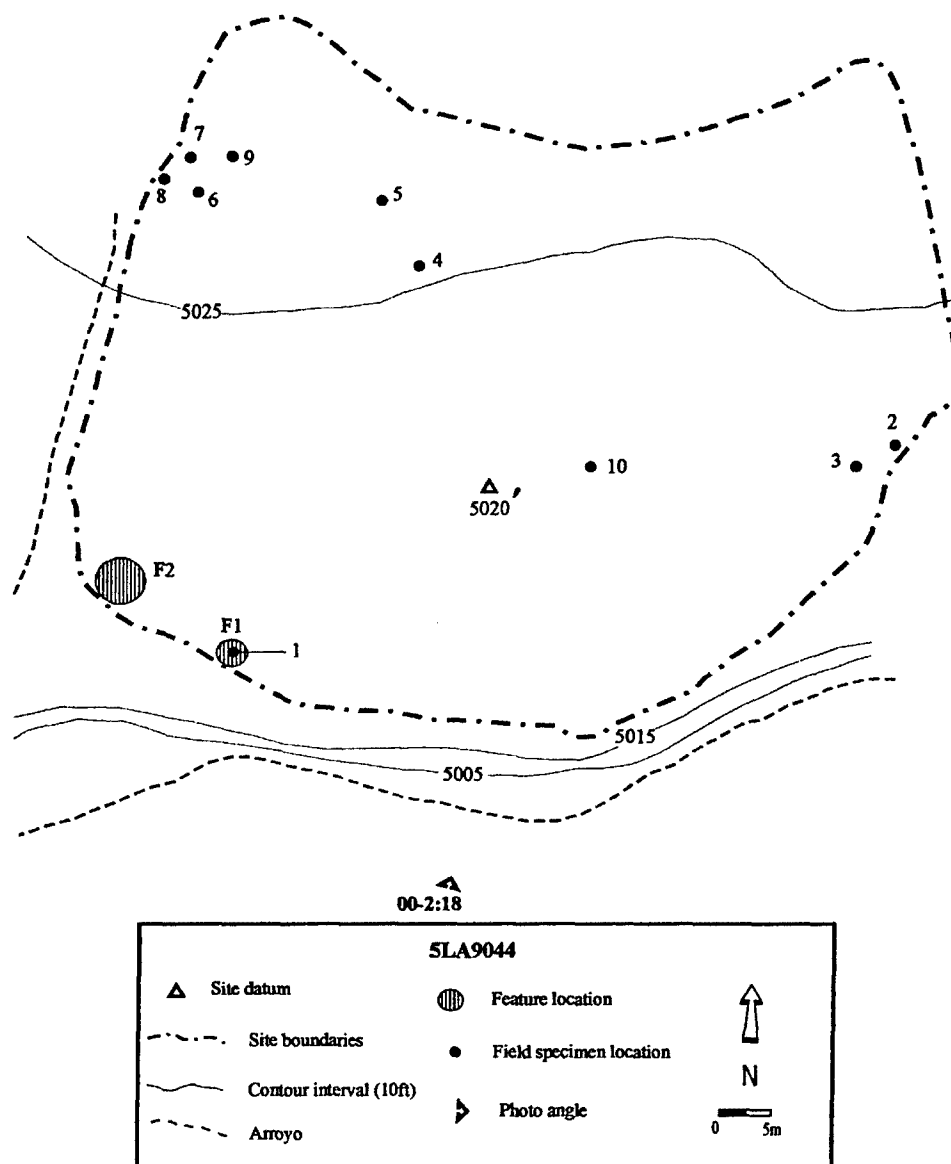 7
9
8
6
5
4
5025
2
3
10
5020'
F2
F1
1
5015
5005
00-2:18
5LA9044
Site datum
Feature location
Site boundaries
Field specimen location
Contour interval (10ft)
N
Photo angle
Arroyo
0 5m